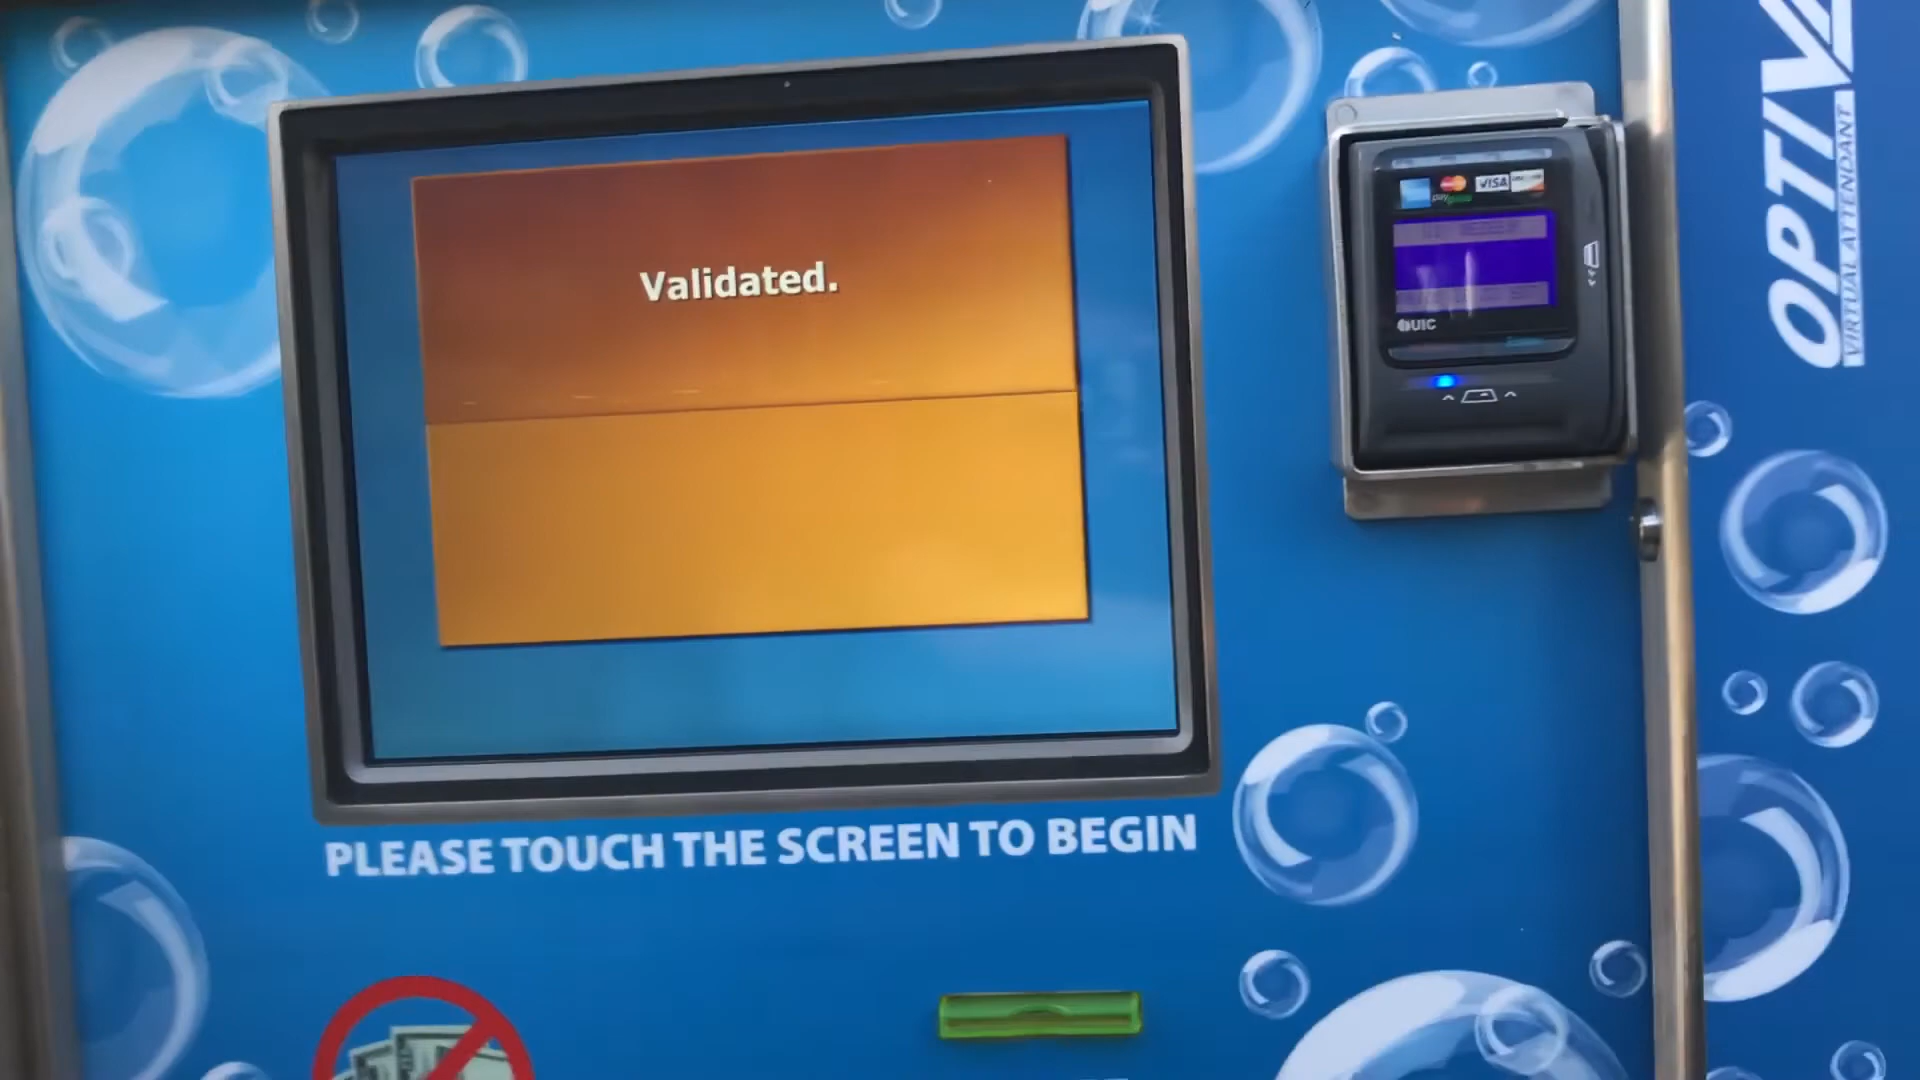 Validated.
VISA
UIC
OPTIV
VIRTUAL ATTENDANT
PLEASE TOUCH THE SCREEN TO BEGIN